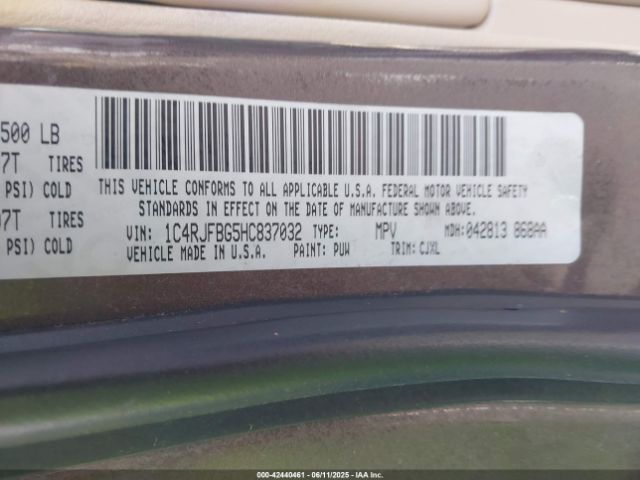 500 LB
7T TIRES
PSI) COLD
07T TIRES
PSI) COLD
THIS VEHICLE CONFORMS TO ALL APPLICABLE U.S.A. FEDERAL MOTOR VEHICLE SAFETY
STANDARDS IN EFFECT ON THE DATE OF MANUFACTURE SHOWN ABOVE.
VIN: 1C4RJFBG5HC837032 TYPE: MPV MDH: 042813 868AA
VEHICLE MADE IN U.S.A. PAINT: PUW TRIM: CJXL
000-42440461 - 06/11/2025 - IAA Inc.